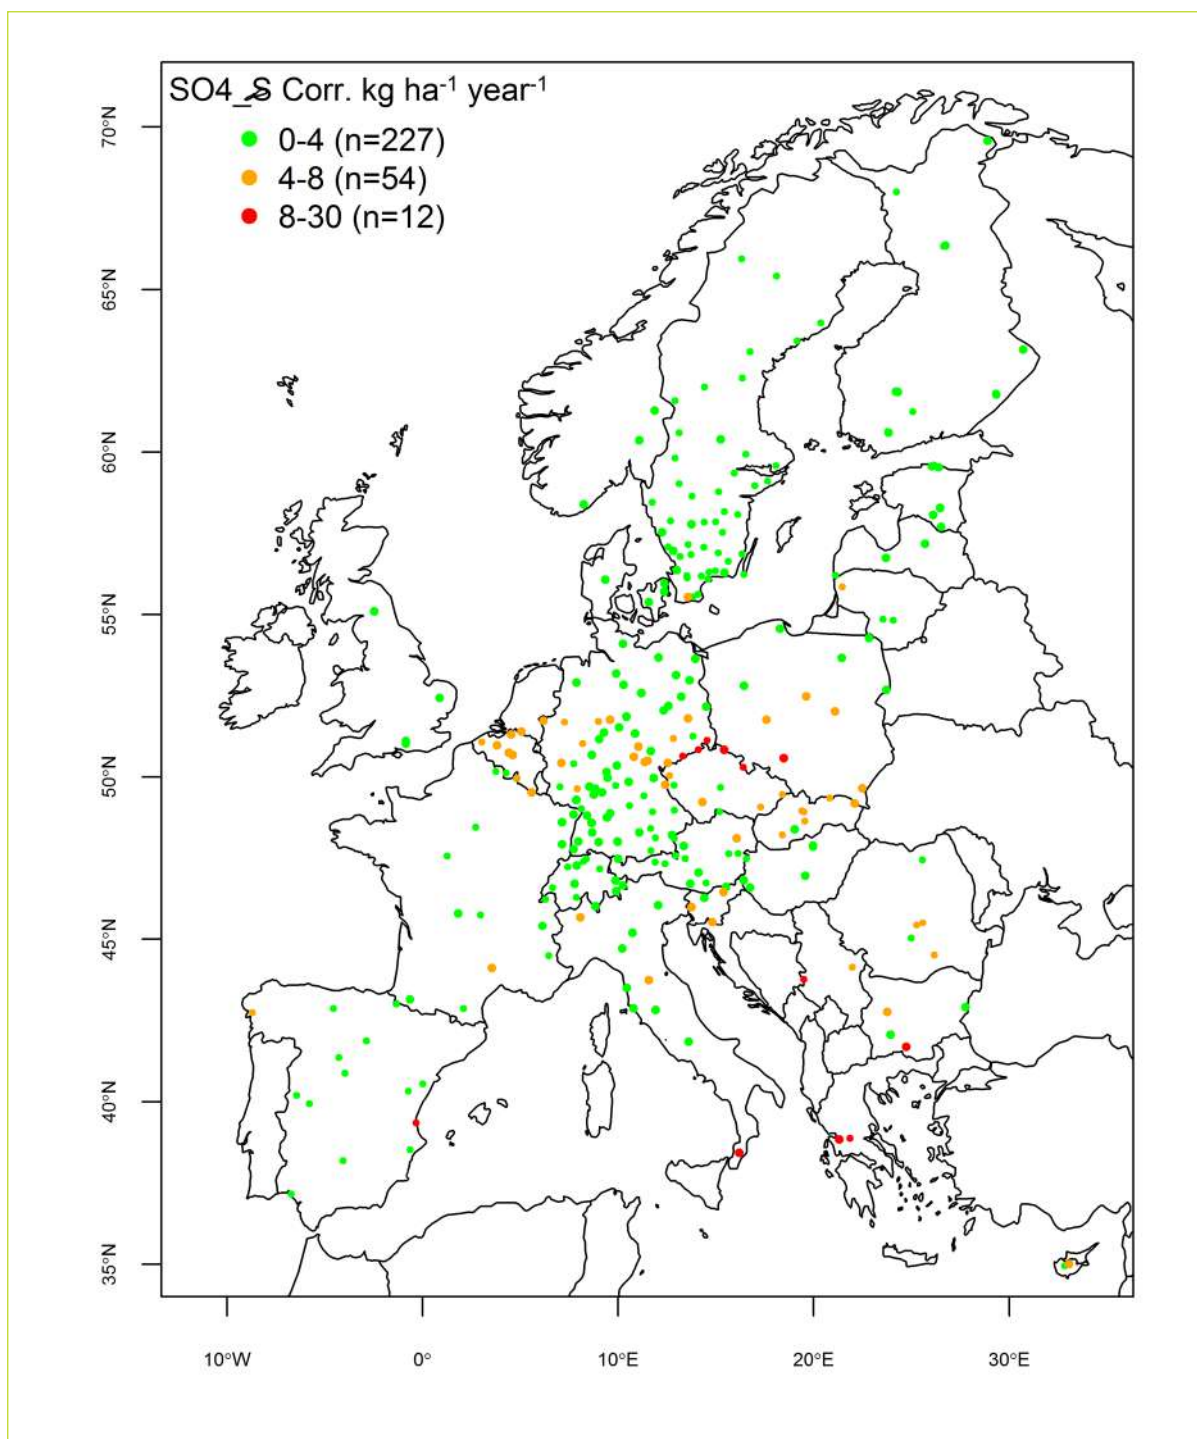 SO4_S Corr. kg ha-1 year-1
0-4 (n=227)
4-8 (n=54)
8-30 (n=12)
70°N
65°N
60°N
55°N
50°N
45°N
40°N
35°N
10°W 0° 10°E 20°E 30°E